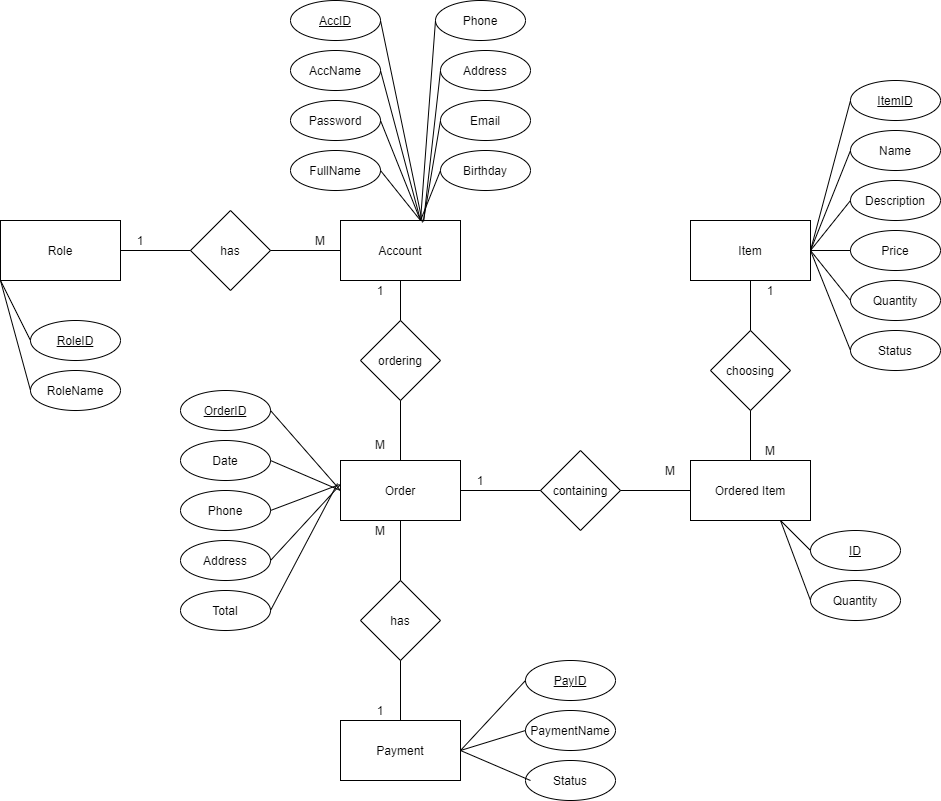 AccID
Phone
AccName
Address
Password
Email
FullName
Birthday
ItemID
Name
Description
Price
Quantity
Status
Role
1
has
M
Account
Item
1
1
RoleID
RoleName
ordering
choosing
OrderID
Date
Phone
Address
Total
M
M
Order
1
containing
M
Ordered Item
M
ID
Quantity
has
1
Payment
PayID
PaymentName
Status